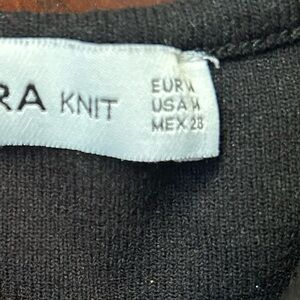 RA KNIT
EUR M
USA M
MEX 28